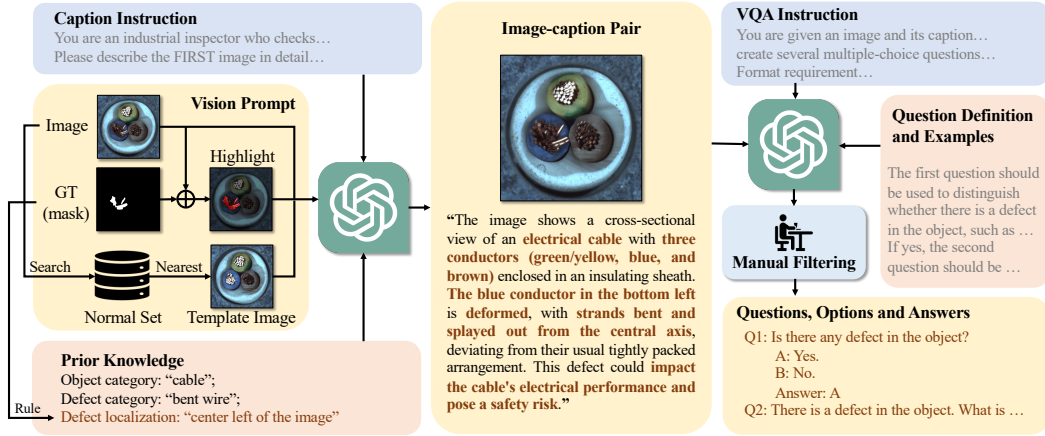 Caption Instruction
You are an industrial inspector who checks…
Please describe the FIRST image in detail…
Vision Prompt
Image
GT
(mask)
Highlight
Search
Nearest
Normal Set
Template Image
Rule
Prior Knowledge
Object category: “cable”;
Defect category: “bent wire”;
Defect localization: “center left of the image”
Image-caption Pair
“The image shows a cross-sectional
view of an electrical cable with three
conductors (green/yellow, blue, and
brown) enclosed in an insulating sheath.
The blue conductor in the bottom left
is deformed, with strands bent and
splayed out from the central axis,
deviating from their usual tightly packed
arrangement. This defect could impact
the cable's electrical performance and
pose a safety risk.”
VQA Instruction
You are given an image and its caption…
create several multiple-choice questions…
Format requirement…
Question Definition
and Examples
The first question should
be used to distinguish
whether there is a defect
in the object, such as …
If yes, the second
question should be …
Manual Filtering
Questions, Options and Answers
Q1: Is there any defect in the object?
A: Yes.
B: No.
Answer: A
Q2: There is a defect in the object. What is …